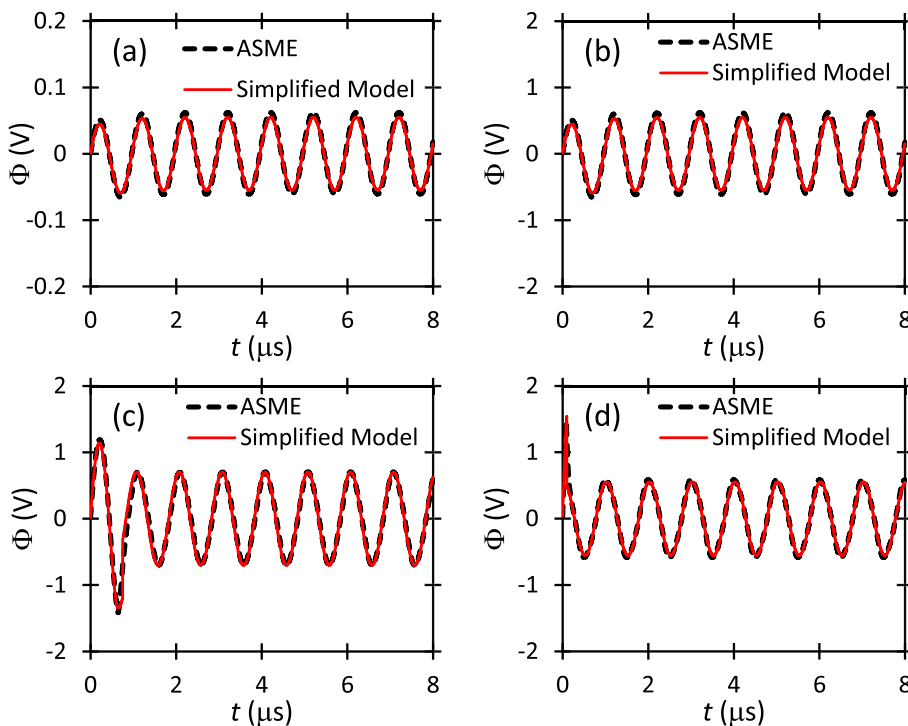 (a)
ASME
Simplified Model
0.2
0.1
0
-0.1
-0.2
Φ (V)
0 2 4 6 8
t (μs)
(b)
ASME
Simplified Model
2
1
0
-1
-2
Φ (V)
0 2 4 6 8
t (μs)
(c)
ASME
Simplified Model
2
1
0
-1
-2
Φ (V)
0 2 4 6 8
t (μs)
(d)
ASME
Simplified Model
2
1
0
-1
-2
Φ (V)
0 2 4 6 8
t (μs)